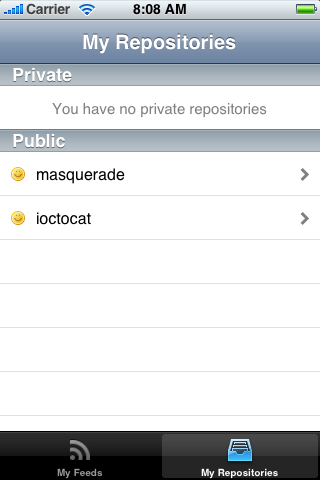 Carrier 8:08 AM
My Repositories
Private
You have no private repositories
Public
masquerade
ioctocat
My Feeds My Repositories